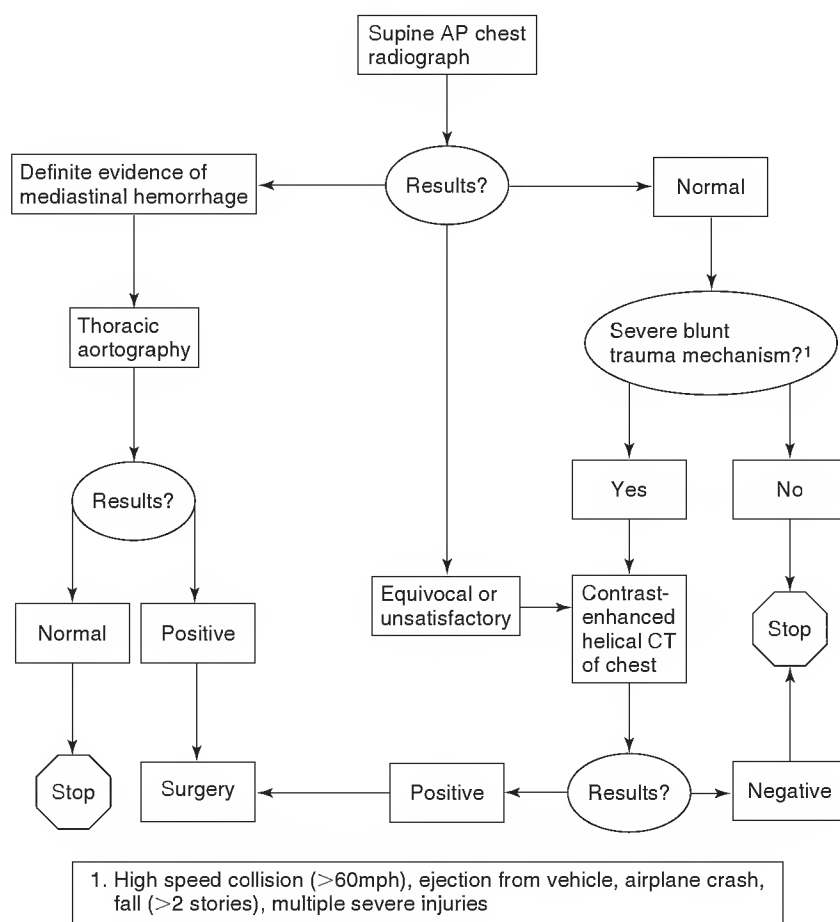 Supine AP chest
radiograph
Definite evidence of
mediastinal hemorrhage
Results?
Normal
Thoracic
aortography
Severe blunt
trauma mechanism?¹
Results?
Yes
No
Equivocal or
unsatisfactory
Contrast-
enhanced
helical CT
of chest
Normal
Positive
Stop
Stop
Surgery
Positive
Results?
Negative
1. High speed collision (>60mph), ejection from vehicle, airplane crash,
fall (>2 stories), multiple severe injuries